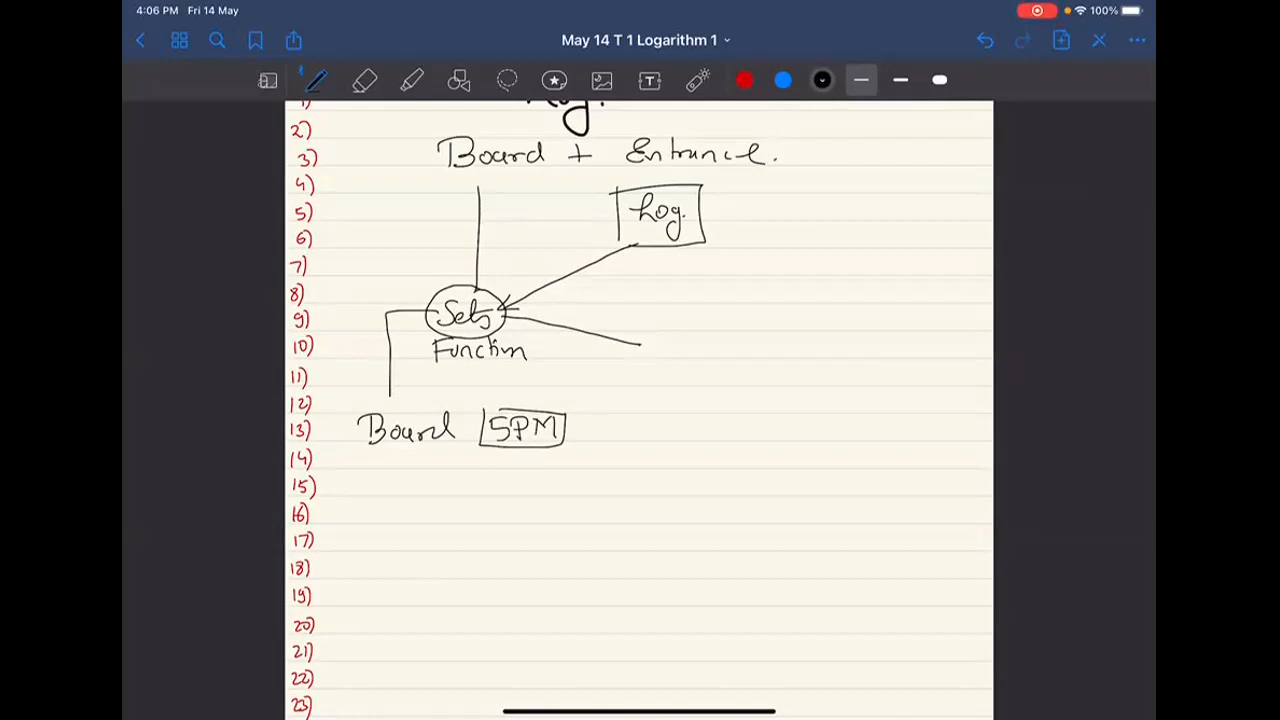 4:06 PM Fri 14 May
100%
May 14 T 1 Logarithm 1
T
1)
2)
3) Board + Entrance.
4)
5) Log.
6)
7)
8)
9) Sets
10) Function
11)
12)
13) Board 5PM
14)
15)
16)
17)
18)
19)
20)
21)
22)
23)